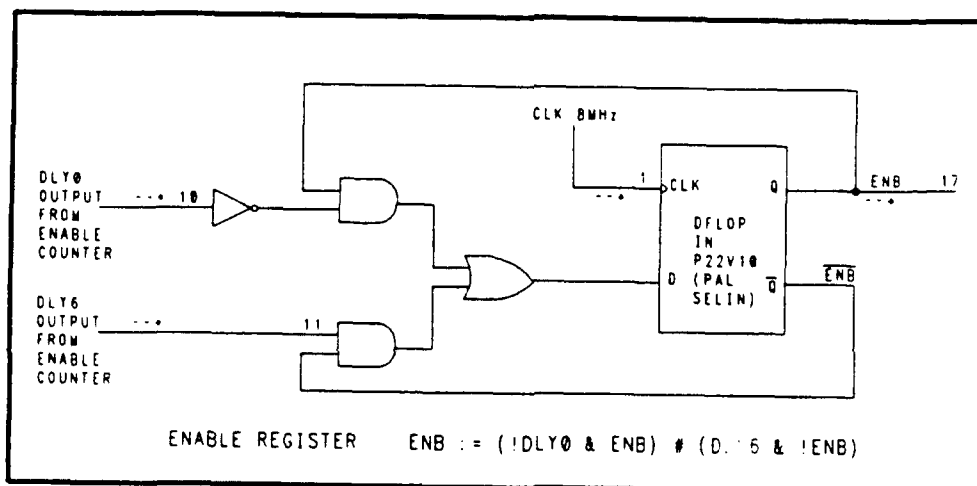 CLK 8MHz
DLY0
OUTPUT
FROM
ENABLE
COUNTER
10
1
CLK
Q
ENB
17
DFLOP
IN
P22V10
(PAL
SELIN)
D
Q
ENB
DLY6
OUTPUT
FROM
ENABLE
COUNTER
11
ENABLE REGISTER ENB := (!DLY0 & ENB) # ( & !ENB)